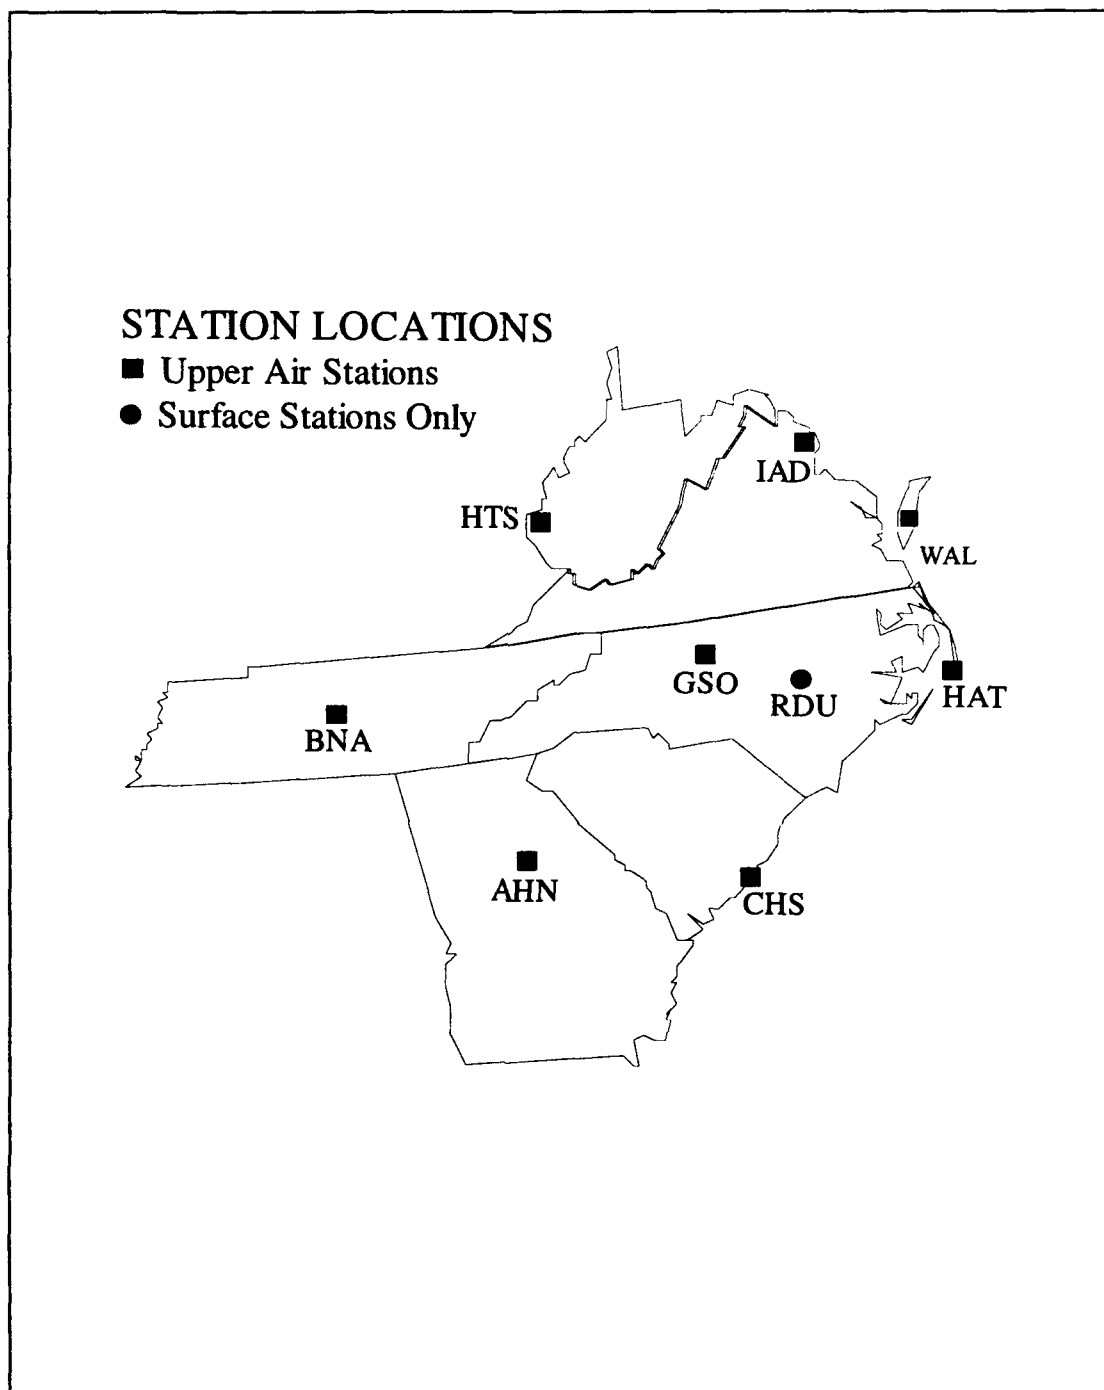 STATION LOCATIONS
Upper Air Stations
Surface Stations Only
IAD
HTS
WAL
GSO
RDU
HAT
BNA
AHN
CHS